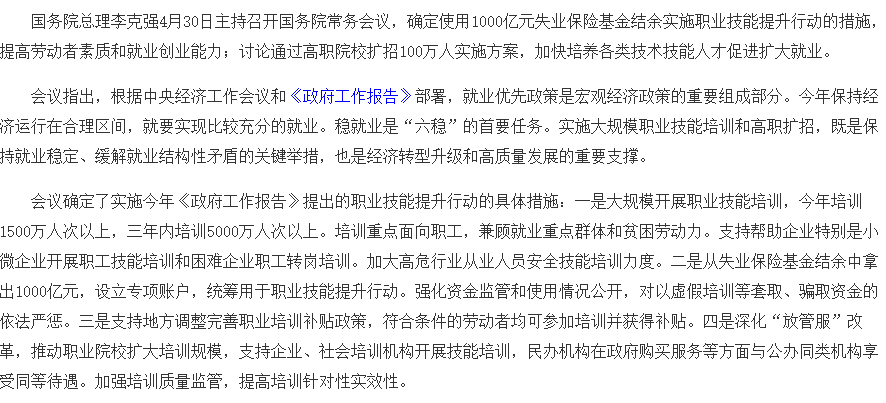 国务院总理李克强4月30日主持召开国务院常务会议，确定使用1000亿元失业保险基金结余实施职业技能提升行动的措施，
提高劳动者素质和就业创业能力；讨论通过高职院校扩招100万人实施方案，加快培养各类技术技能人才促进扩大就业。
会议指出，根据中央经济工作会议和《政府工作报告》部署，就业优先政策是宏观经济政策的重要组成部分。今年保持经
济运行在合理区间，就要实现比较充分的就业。稳就业是“六稳”的首要任务。实施大规模职业技能培训和高职扩招，既是保
持就业稳定、缓解就业结构性矛盾的关键举措，也是经济转型升级和高质量发展的重要支撑。
会议确定了实施今年《政府工作报告》提出的职业技能提升行动的具体措施：一是大规模开展职业技能培训，今年培训
1500万人次以上，三年内培训5000万人次以上。培训重点面向职工，兼顾就业重点群体和贫困劳动力。支持帮助企业特别是小
微企业开展职工技能培训和困难企业职工转岗培训。加大高危行业从业人员安全技能培训力度。二是从失业保险基金结余中拿
出1000亿元，设立专项账户，统筹用于职业技能提升行动。强化资金监管和使用情况公开，对以虚假培训等套取、骗取资金的
依法严惩。三是支持地方调整完善职业培训补贴政策，符合条件的劳动者均可参加培训并获得补贴。四是深化“放管服”改
革，推动职业院校扩大培训规模，支持企业、社会培训机构开展技能培训，民办机构在政府购买服务等方面与公办同类机构享
受同等待遇。加强培训质量监管，提高培训针对性实效性。